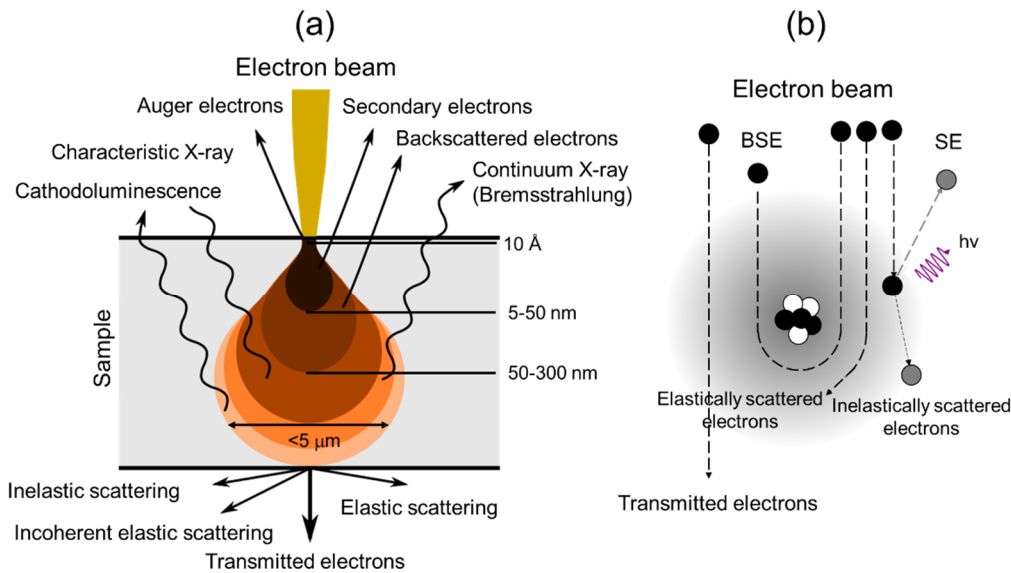 (a)
Electron beam
Auger electrons
Secondary electrons
Backscattered electrons
Characteristic X-ray
Continuum X-ray
(Bremsstrahlung)
Cathodoluminescence
10 Å
5-50 nm
50-300 nm
Sample
<5 μm
Inelastic scattering
Elastic scattering
Incoherent elastic scattering
Transmitted electrons
(b)
Electron beam
BSE
SE
hv
Elastically scattered
electrons
Inelastically scattered
electrons
Transmitted electrons